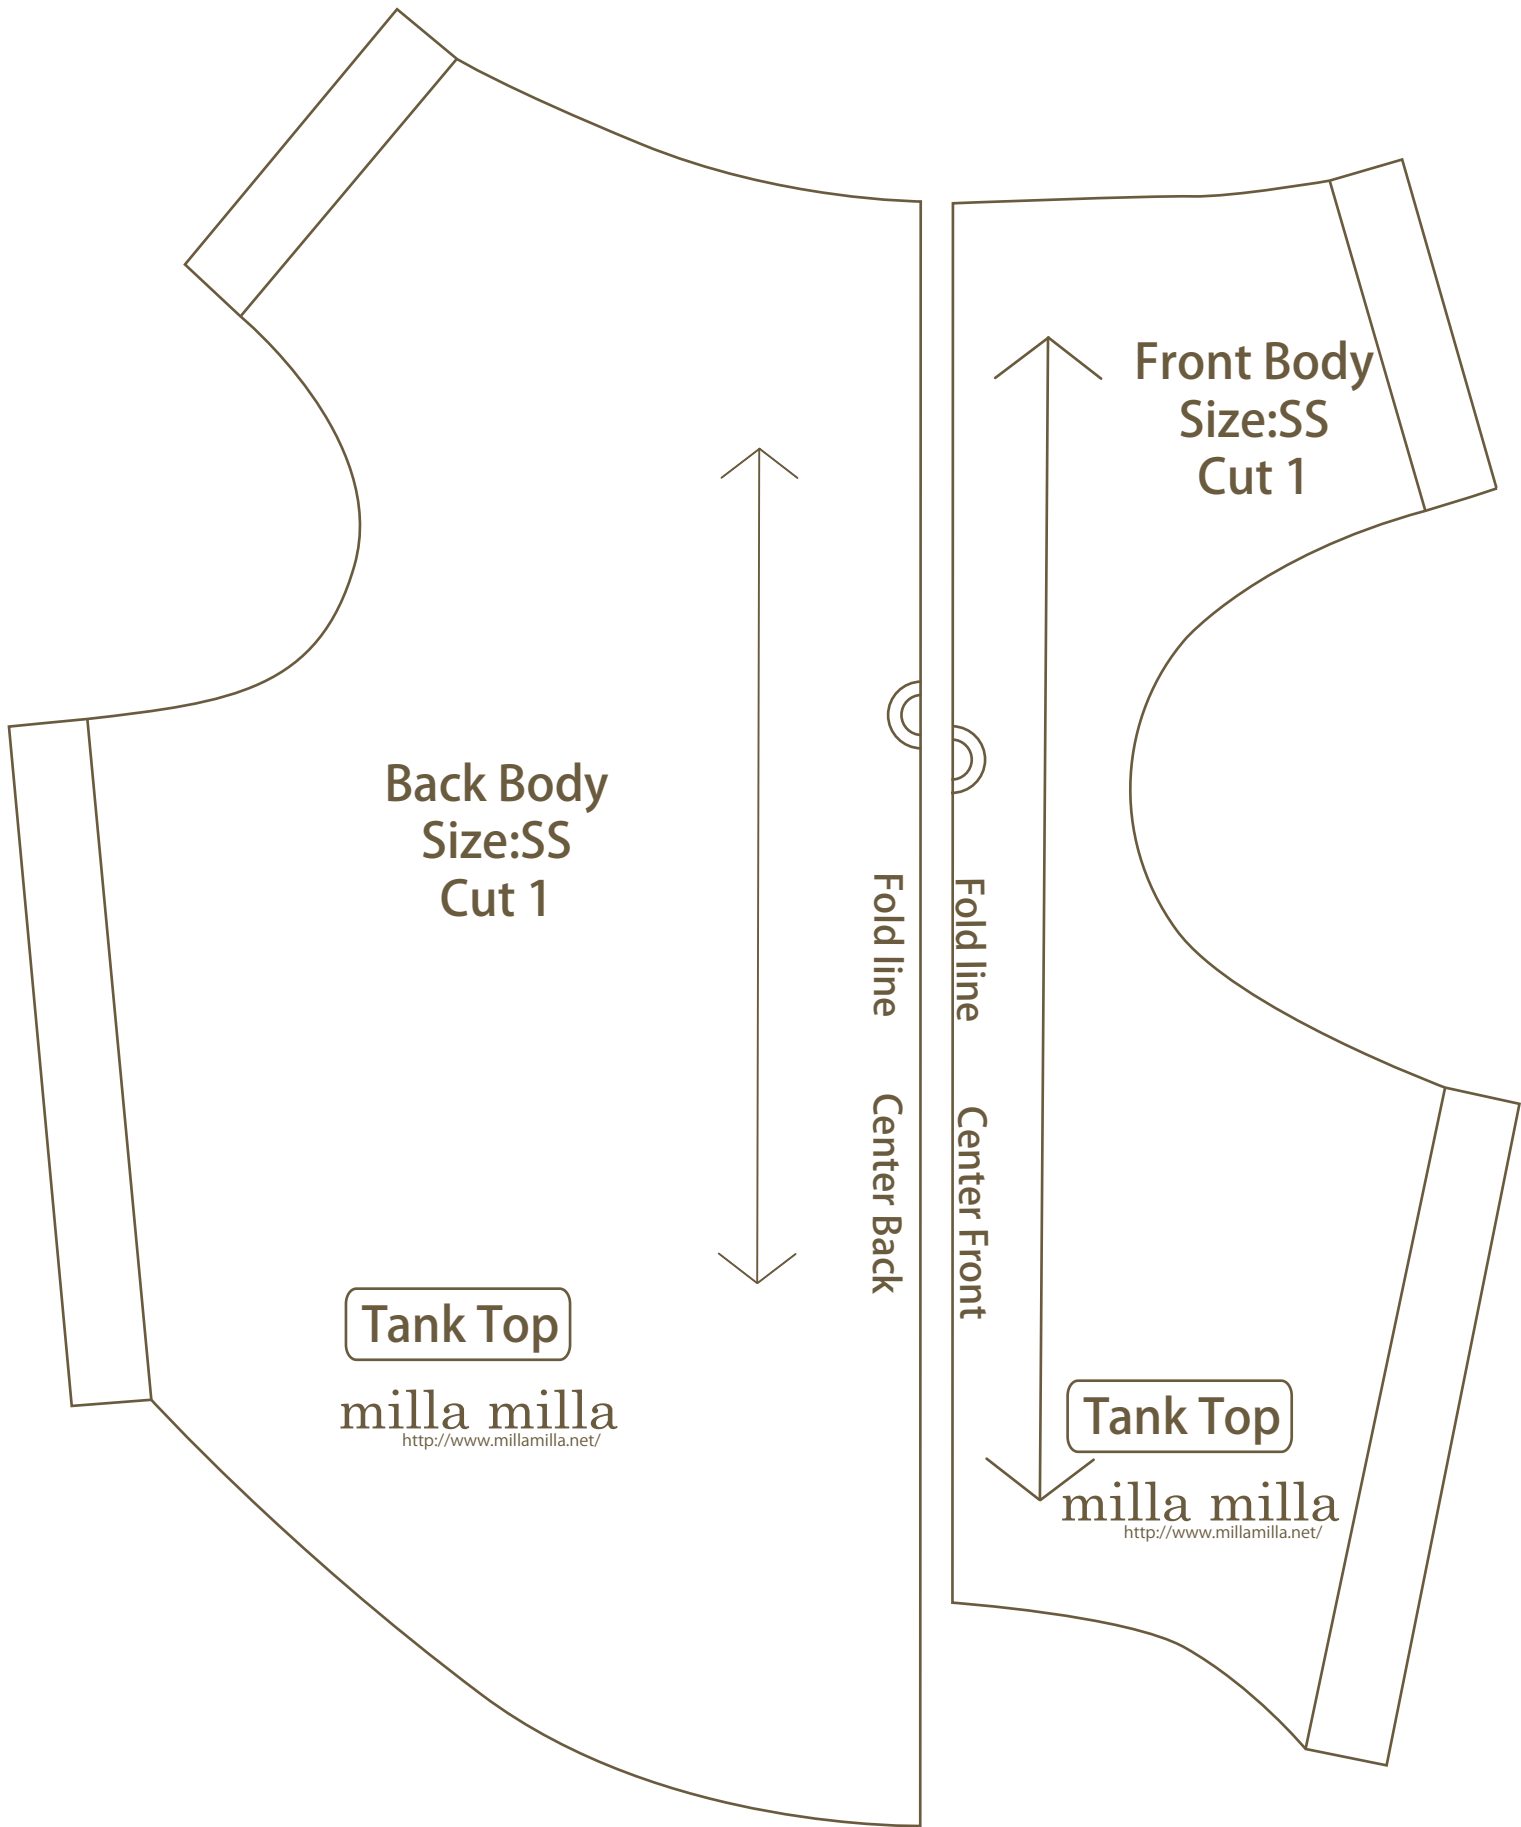 Front Body
Size:SS
Cut 1
Back Body
Size:SS
Cut 1
Fold line
Center Back
Fold line
Center Front
Tank Top
milla milla
http://www.millamilla.net/
Tank Top
milla milla
http://www.millamilla.net/